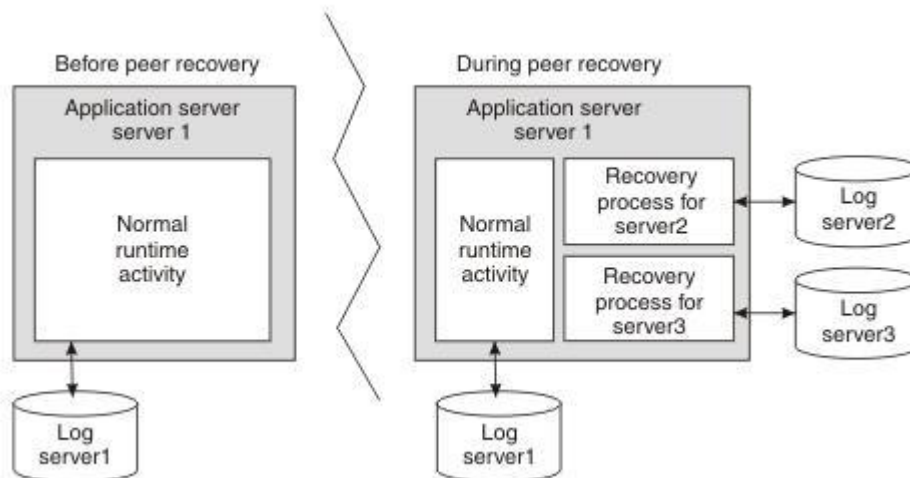 Before peer recovery
Application server
server 1
Normal
runtime
activity
Log
server1
During peer recovery
Application server
server 1
Normal
runtime
activity
Recovery
process for
server2
Recovery
process for
server3
Log
server2
Log
server3
Log
server1